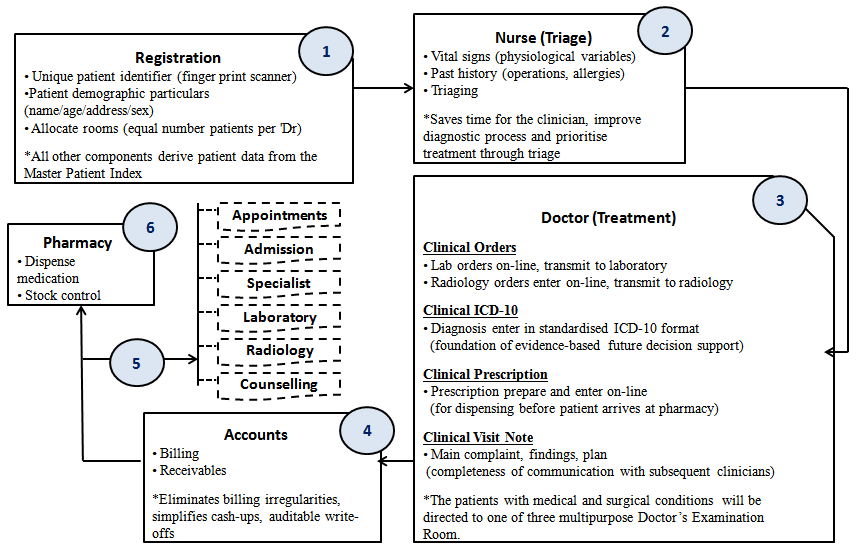 1
Registration
• Unique patient identifier (finger print scanner)
•Patient demographic particulars
(name/age/address/sex)
• Allocate rooms (equal number patients per 'Dr)
*All other components derive patient data from the
Master Patient Index
2
Nurse (Triage)
• Vital signs (physiological variables)
• Past history (operations, allergies)
• Triaging
*Saves time for the clinician, improve
diagnostic process and prioritise
treatment through triage
3
Doctor (Treatment)
Clinical Orders
• Lab orders on-line, transmit to laboratory
• Radiology orders enter on-line, transmit to radiology
Clinical ICD-10
• Diagnosis enter in standardised ICD-10 format
(foundation of evidence-based future decision support)
Clinical Prescription
• Prescription prepare and enter on-line
(for dispensing before patient arrives at pharmacy)
Clinical Visit Note
• Main complaint, findings, plan
(completeness of communication with subsequent clinicians)
*The patients with medical and surgical conditions will be
directed to one of three multipurpose Doctor's Examination
Room.
4
Accounts
• Billing
• Receivables
*Eliminates billing irregularities,
simplifies cash-ups, auditable write-
offs
5
Appointments
Admission
Specialist
Laboratory
Radiology
Counselling
6
Pharmacy
• Dispense
medication
• Stock control